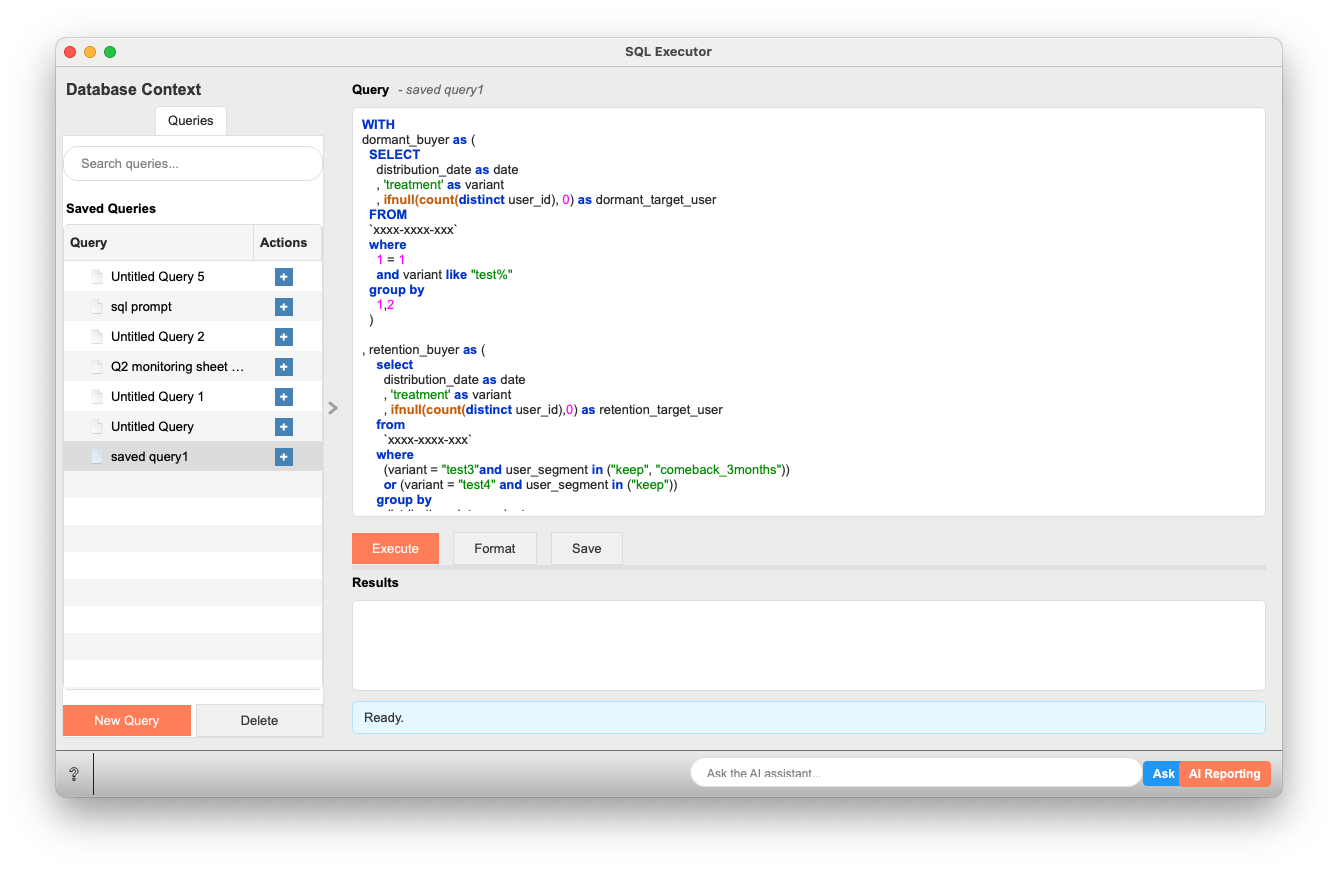 SQL Executor
Database Context
Queries
Search queries...
Saved Queries
Query Actions
Untitled Query 5
sql prompt
Untitled Query 2
Q2 monitoring sheet ...
Untitled Query 1
Untitled Query
saved query1
New Query Delete
Query - saved query1
WITH
dormant_buyer as (
SELECT
distribution_date as date
, 'treatment' as variant
, ifnull(count(distinct user_id), 0) as dormant_target_user
FROM
`xxxx-xxxx-xxx`
where
1 = 1
and variant like "test%"
group by
1,2
)
, retention_buyer as (
select
distribution_date as date
, 'treatment' as variant
, ifnull(count(distinct user_id),0) as retention_target_user
from
`xxxx-xxxx-xxx`
where
(variant = "test3"and user_segment in ("keep", "comeback_3months"))
or (variant = "test4" and user_segment in ("keep"))
group by
Execute Format Save
Results
Ready.
?
Ask the AI assistant... Ask AI Reporting